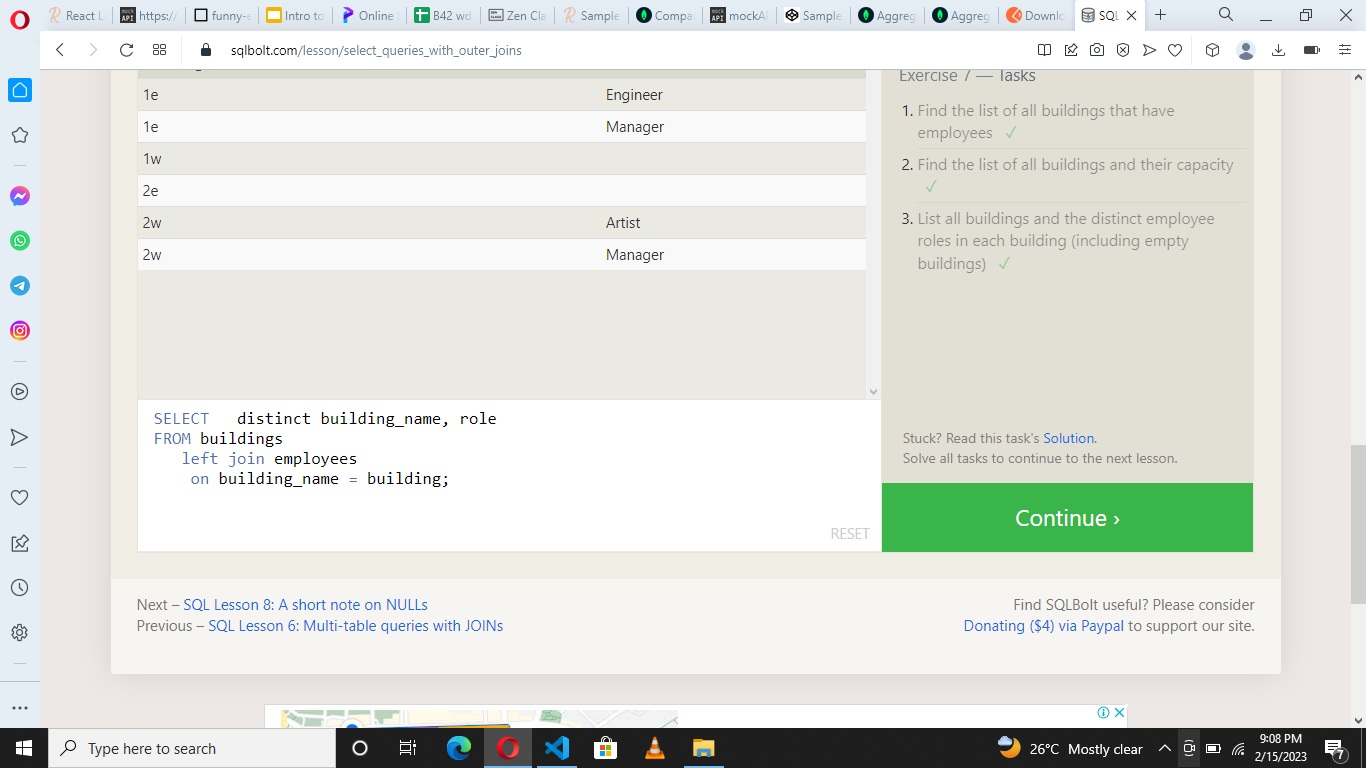 React L
mock API https://
funny-e
Intro to
Online
B42 wd
Zen Cla
Sample
Compa
mock API mockA
Sample
Aggreg
Aggreg
Downlo
SQL
sqlbolt.com/lesson/select_queries_with_outer_joins
1e Engineer
1e Manager
1w
2e
2w Artist
2w Manager
SELECT   distinct building_name, role
FROM buildings
   left join employees
    on building_name = building;
RESET
Exercise 7 — Tasks
1. Find the list of all buildings that have
employees ✓
2. Find the list of all buildings and their capacity
✓
3. List all buildings and the distinct employee
roles in each building (including empty
buildings) ✓
Stuck? Read this task's Solution.
Solve all tasks to continue to the next lesson.
Continue ›
Next – SQL Lesson 8: A short note on NULLs
Previous – SQL Lesson 6: Multi-table queries with JOINs
Find SQLBolt useful? Please consider
Donating ($4) via Paypal to support our site.
Type here to search
26°C Mostly clear
9:08 PM
2/15/2023
7